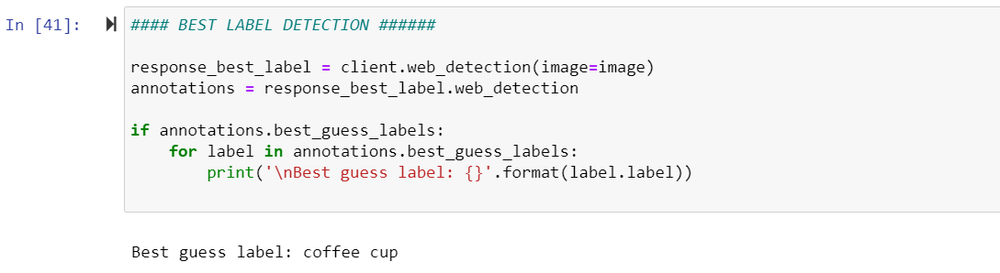 In [41]:
#### BEST LABEL DETECTION ######
response_best_label = client.web_detection(image=image)
annotations = response_best_label.web_detection
if annotations.best_guess_labels:
    for label in annotations.best_guess_labels:
        print('\nBest guess label: {}'.format(label.label))
Best guess label: coffee cup